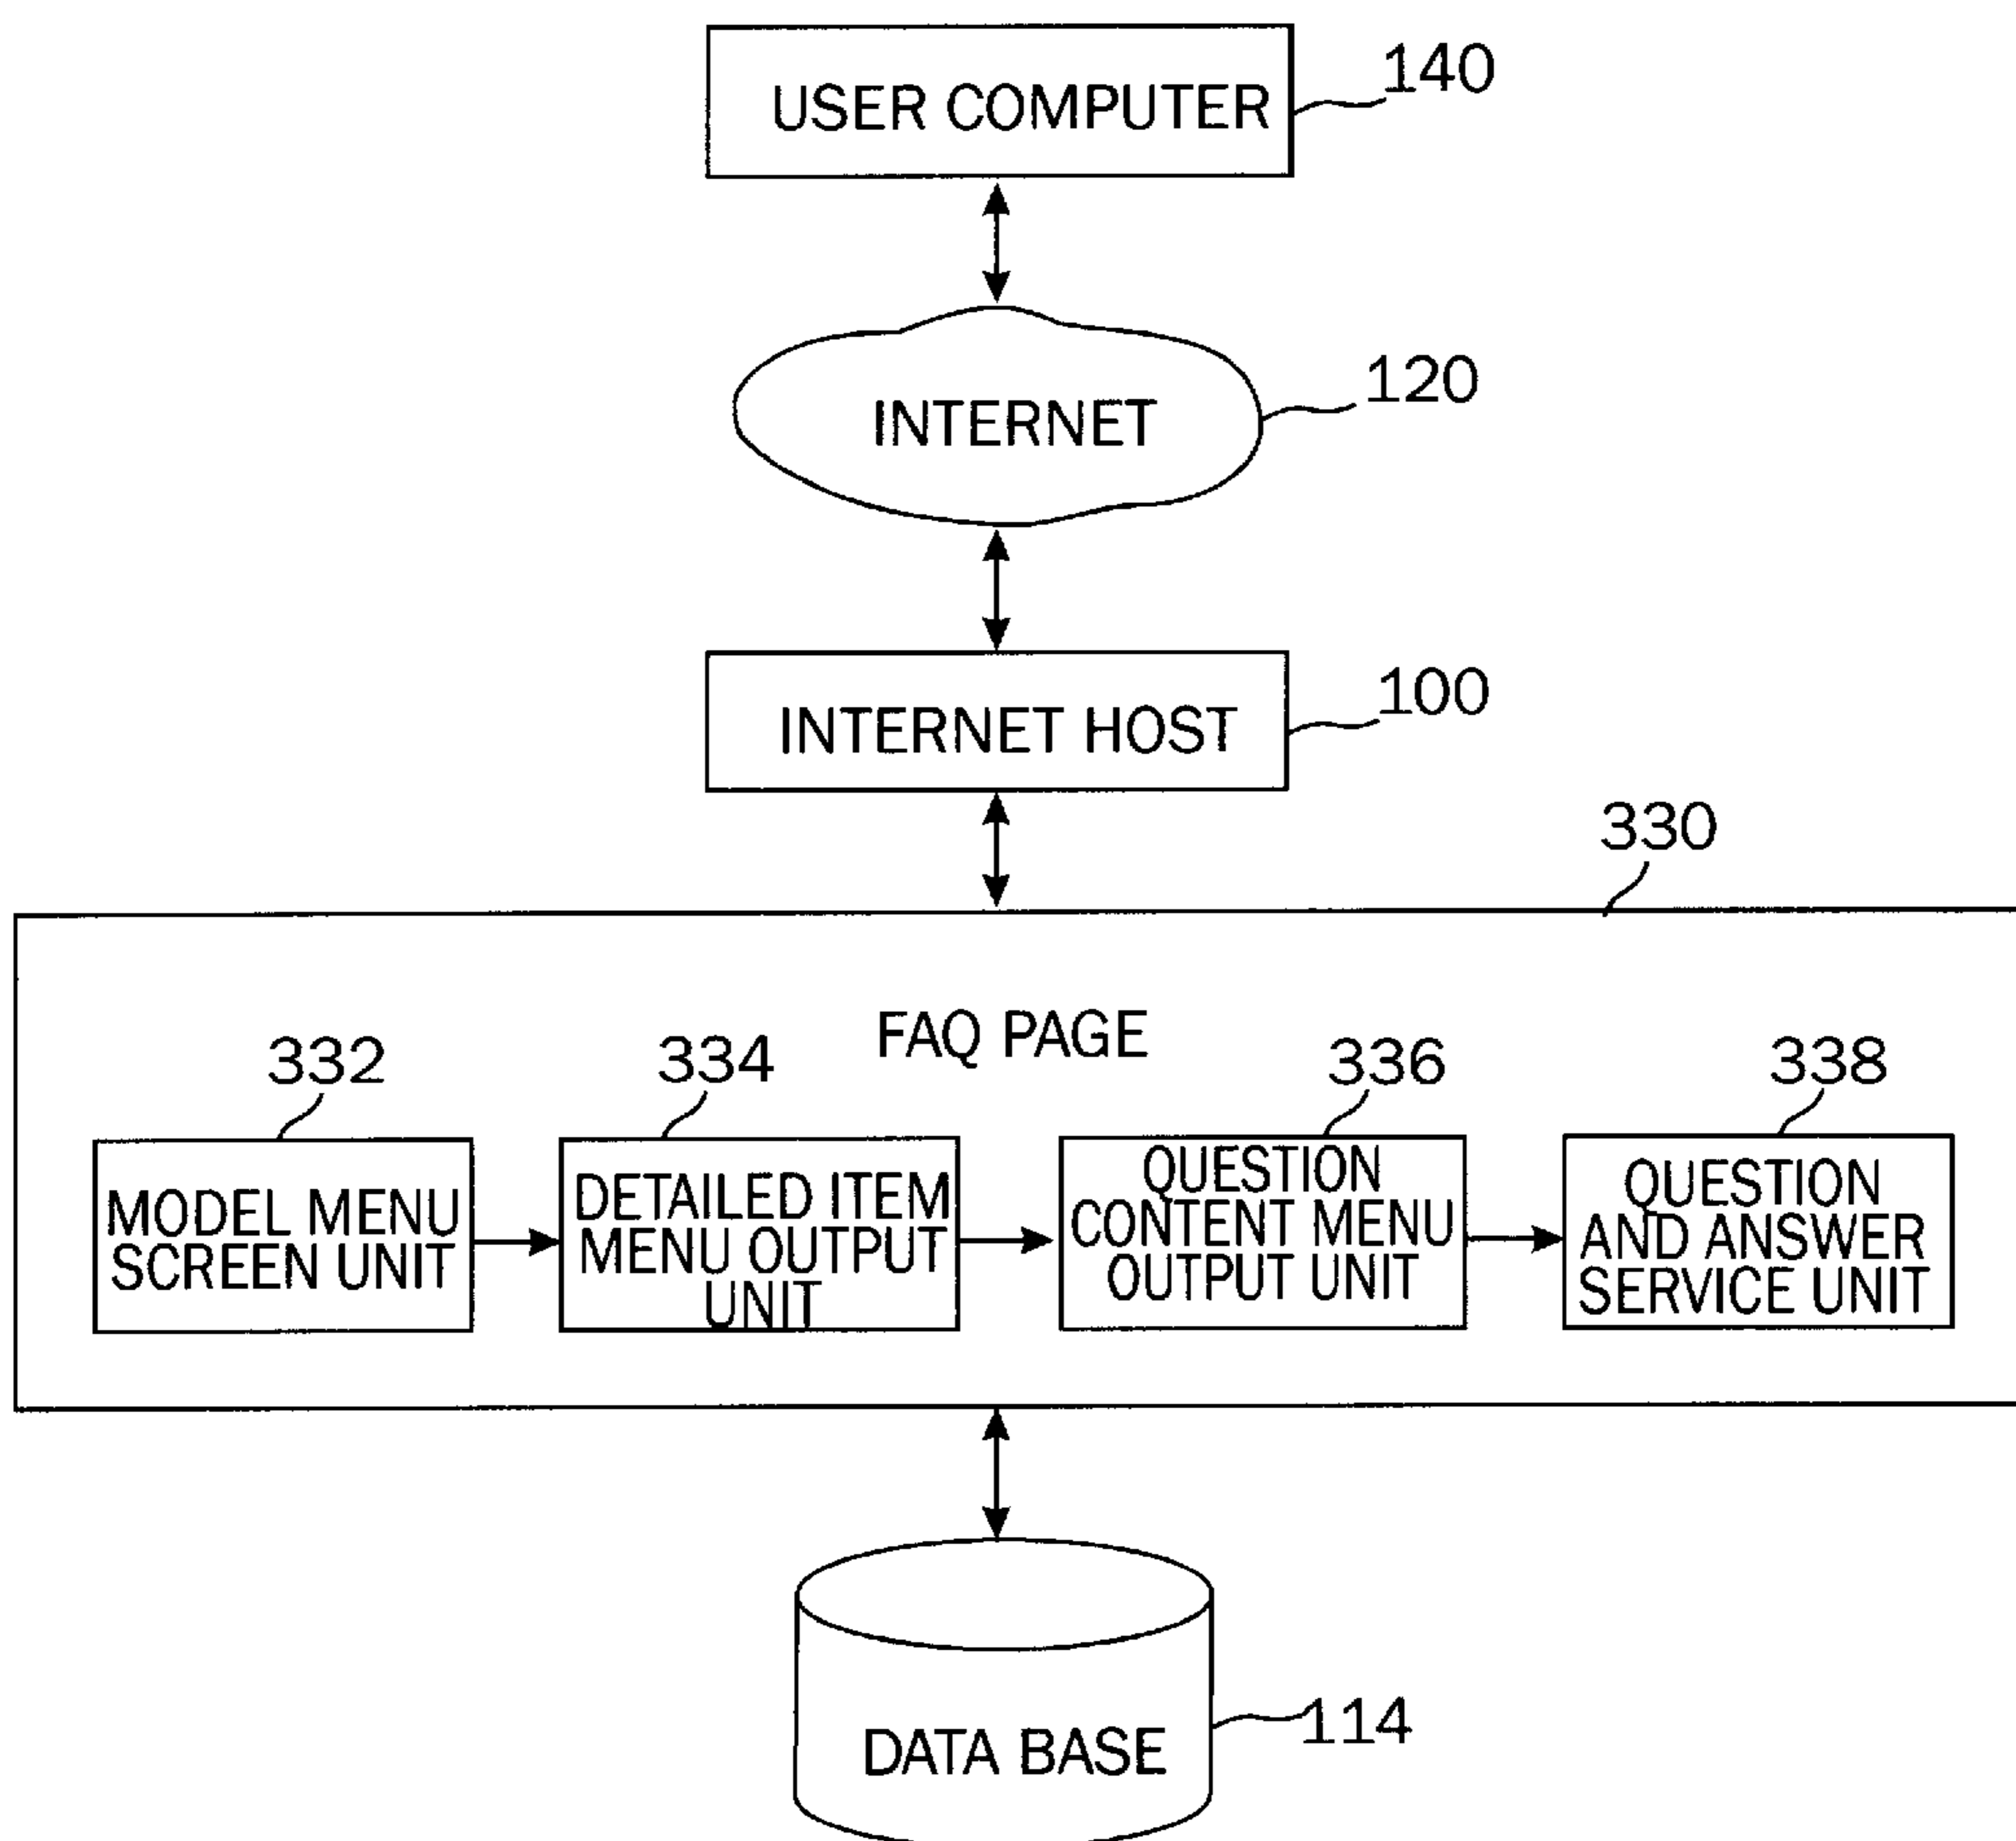 140
USER COMPUTER
120
INTERNET
100
INTERNET HOST
330
FAQ PAGE
332
334
336
338
MODEL MENU
SCREEN UNIT
DETAILED ITEM
MENU OUTPUT
UNIT
QUESTION
CONTENT MENU
OUTPUT UNIT
QUESTION
AND ANSWER
SERVICE UNIT
114
DATA BASE